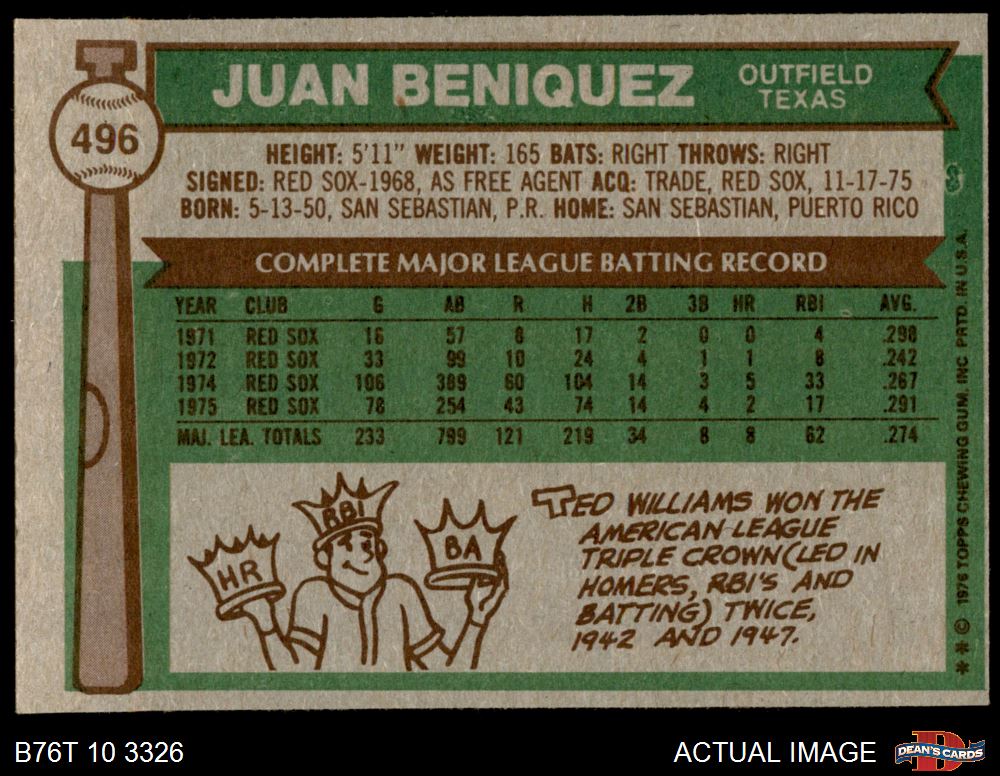 JUAN BENIQUEZ
OUTFIELD
TEXAS
496
HEIGHT: 5'11" WEIGHT: 165 BATS: RIGHT THROWS: RIGHT
SIGNED: RED SOX-1968, AS FREE AGENT ACQ: TRADE, RED SOX, 11-17-75
BORN: 5-13-50, SAN SEBASTIAN, P.R. HOME: SAN SEBASTIAN, PUERTO RICO
COMPLETE MAJOR LEAGUE BATTING RECORD
YEAR CLUB G AB R H 2B 3B HR RBI AVG.
1971 RED SOX 16 57 8 17 2 0 0 4 .298
1972 RED SOX 33 99 10 24 4 1 1 8 .242
1974 RED SOX 106 389 60 104 14 3 5 33 .267
1975 RED SOX 78 254 43 74 14 4 2 17 .291
MAJ. LEA. TOTALS 233 799 121 219 34 8 8 62 .274
HR
RBI
BA
TED WILLIAMS WON THE
AMERICAN LEAGUE
TRIPLE CROWN (LED IN
HOMERS, RBI'S AND
BATTING) TWICE,
1942 AND 1947.
** © 1976 TOPPS CHEWING GUM, INC PRTD. IN U.S.A.
B76T 10 3326
ACTUAL IMAGE
DEAN'S CARDS